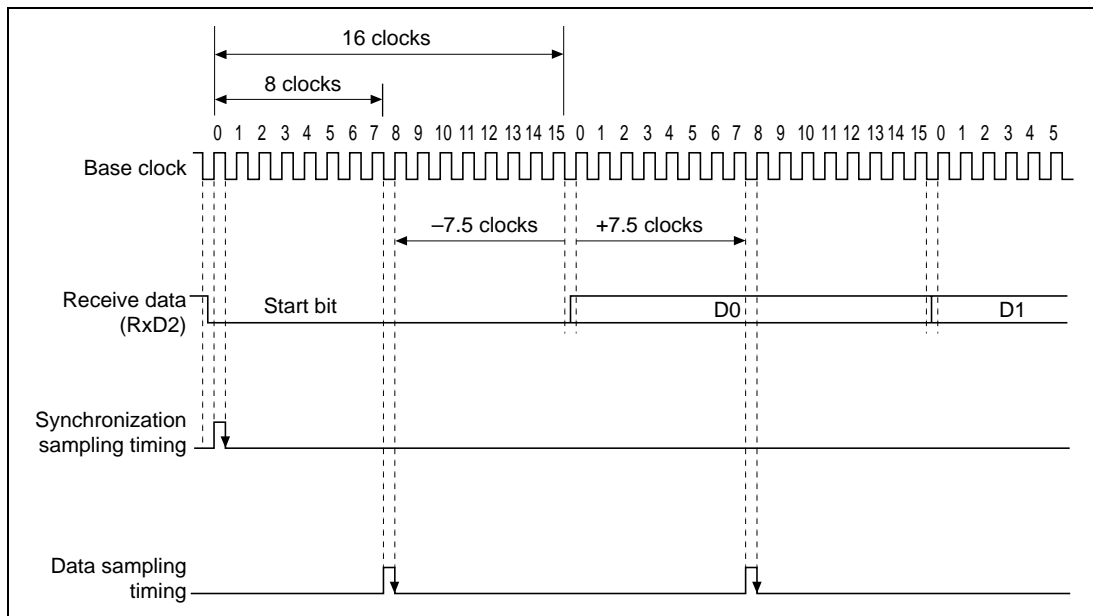 16 clocks
8 clocks
0 1 2 3 4 5 6 7 8 9 10 11 12 13 14 15 0 1 2 3 4 5 6 7 8 9 10 11 12 13 14 15 0 1 2 3 4 5
Base clock
–7.5 clocks +7.5 clocks
Receive data
(RxD2)
Start bit D0 D1
Synchronization
sampling timing
Data sampling
timing